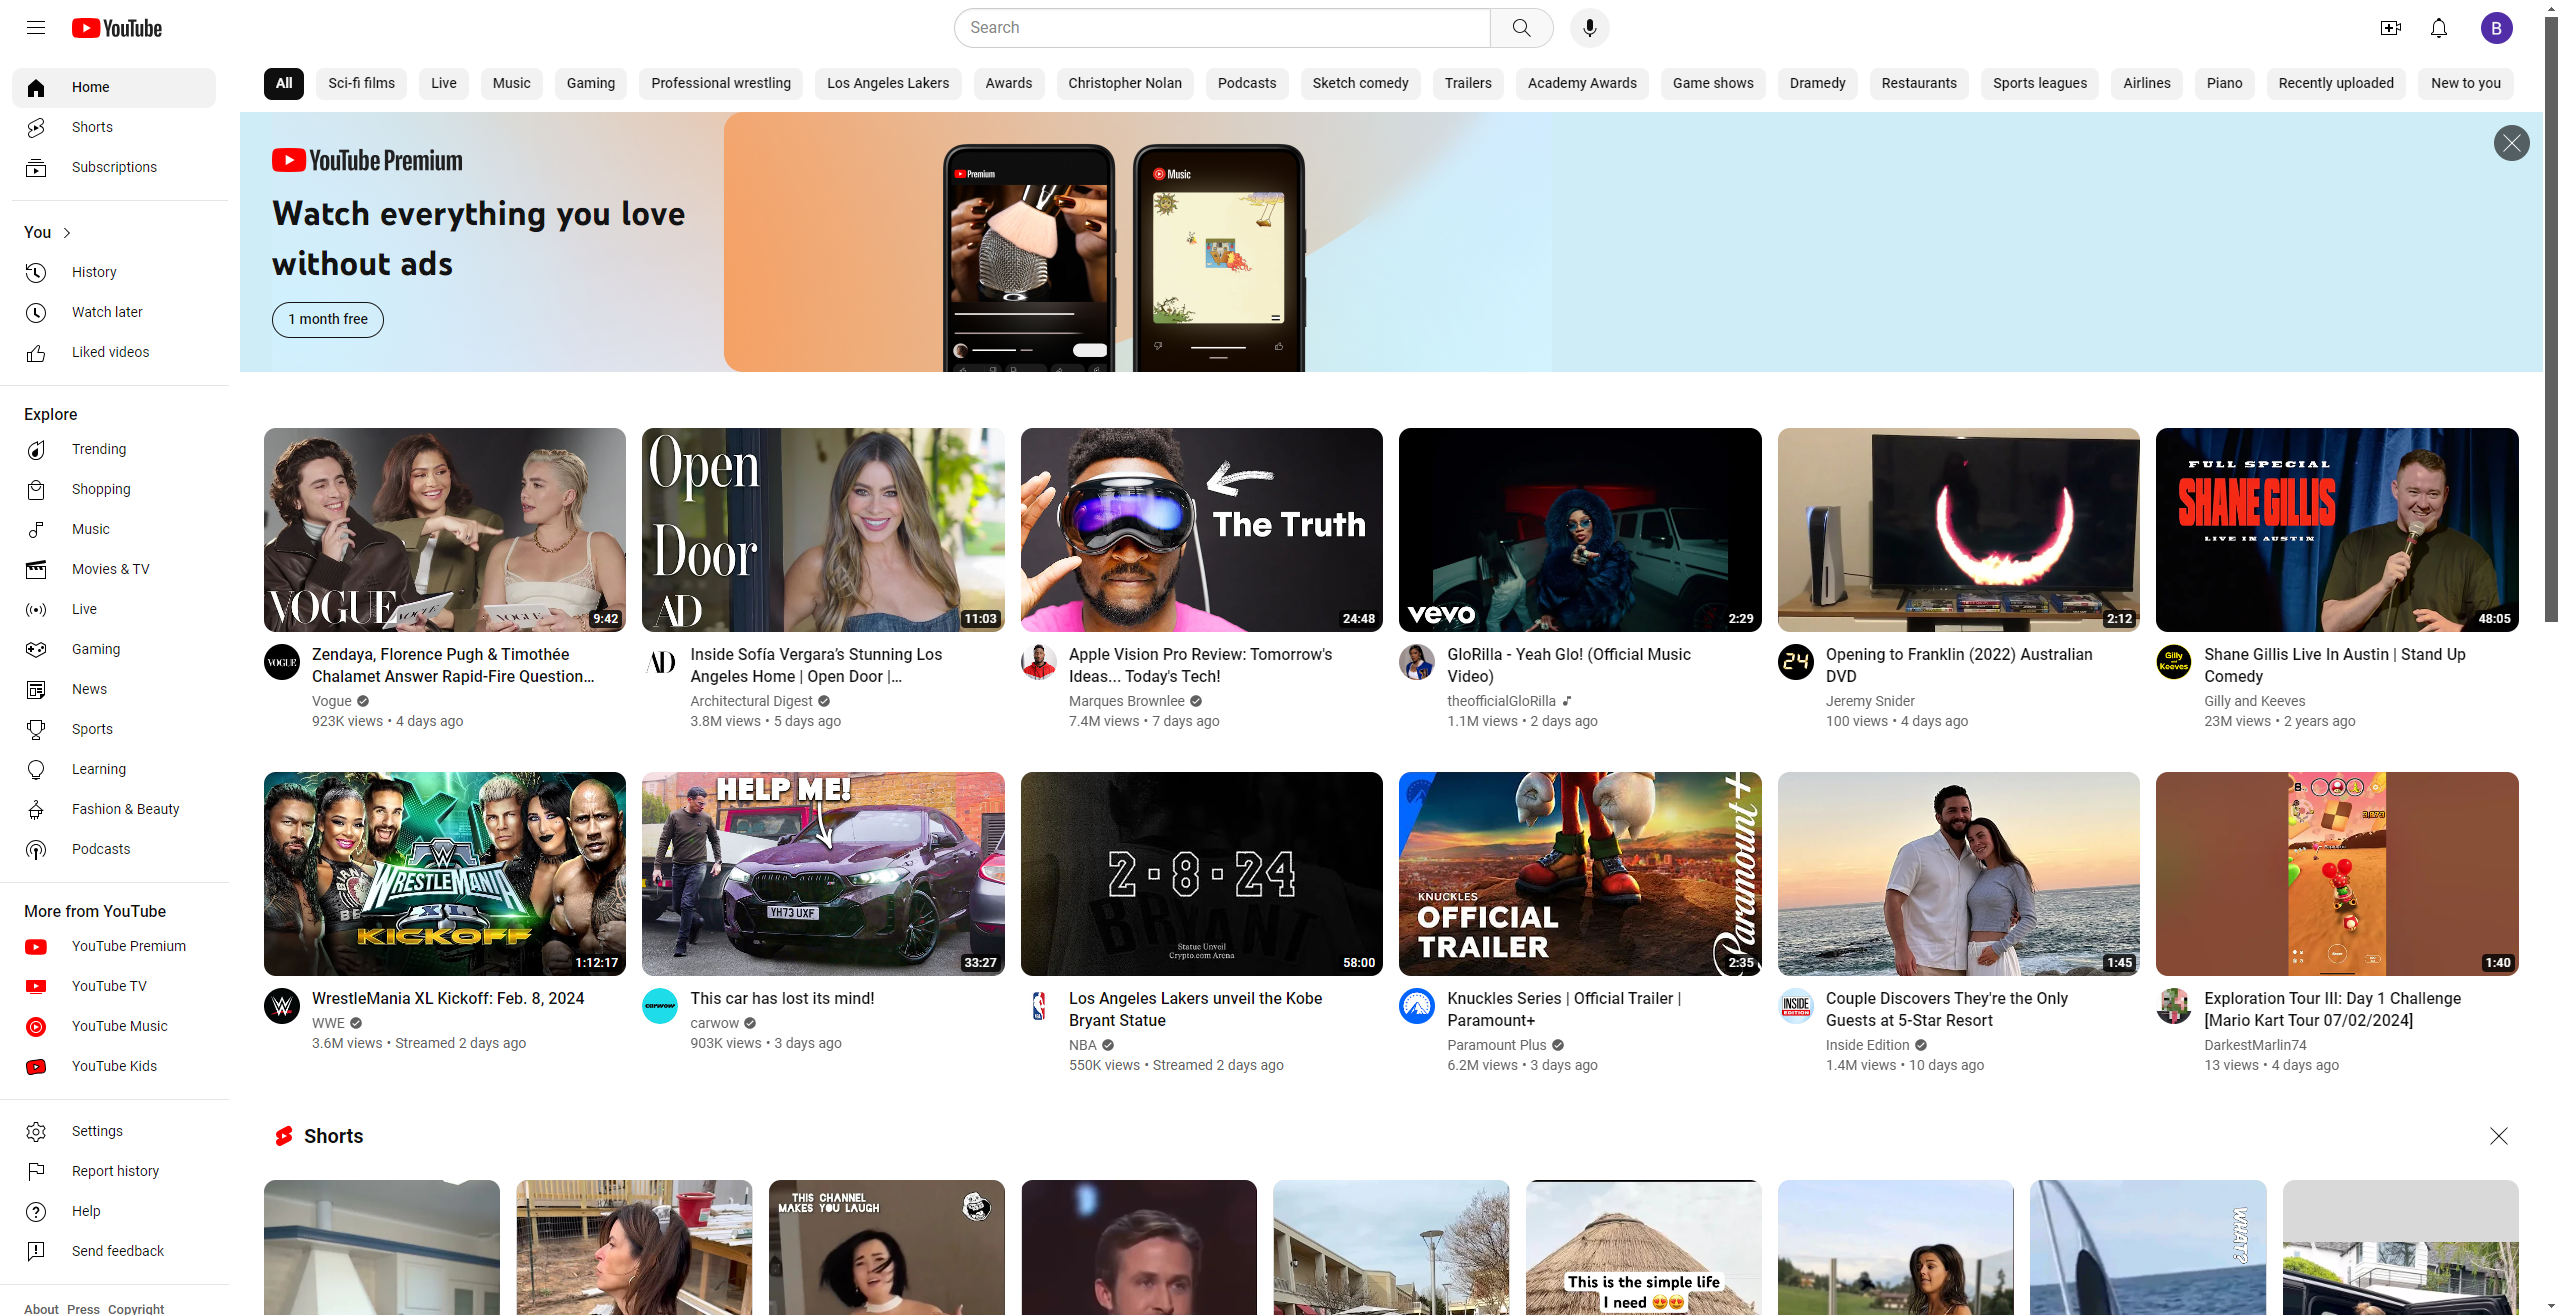 YouTube
Search
B
Home
Shorts
Subscriptions
You
History
Watch later
Liked videos
Explore
Trending
Shopping
Music
Movies & TV
Live
Gaming
News
Sports
Learning
Fashion & Beauty
Podcasts
More from YouTube
YouTube Premium
YouTube TV
YouTube Music
YouTube Kids
Settings
Report history
Help
Send feedback
About Press Copyright
All Sci-fi films Live Music Gaming Professional wrestling Los Angeles Lakers Awards Christopher Nolan Podcasts Sketch comedy Trailers Academy Awards Game shows Dramedy Restaurants Sports leagues Airlines Piano Recently uploaded New to you
YouTube Premium
Watch everything you love
without ads
1 month free
Premium
Music
VOGUE
VOGUE
VOGUE
9:42
VOGUE
Zendaya, Florence Pugh & Timothée
Chalamet Answer Rapid-Fire Question...
Vogue
923K views • 4 days ago
Open
Door
AD
11:03
AD
Inside Sofía Vergara's Stunning Los
Angeles Home | Open Door |...
Architectural Digest
3.8M views • 5 days ago
The Truth
24:48
Apple Vision Pro Review: Tomorrow's
Ideas... Today's Tech!
Marques Brownlee
7.4M views • 7 days ago
vevo
2:29
GloRilla - Yeah Glo! (Official Music
Video)
theofficialGloRilla
1.1M views • 2 days ago
2:12
24
Opening to Franklin (2022) Australian
DVD
Jeremy Snider
100 views • 4 days ago
FULL SPECIAL
SHANE GILLIS
LIVE IN AUSTIN
48:05
Gilly and Keeves
Shane Gillis Live In Austin | Stand Up
Comedy
Gilly and Keeves
23M views • 2 years ago
WRESTLEMANIA
XL
KICKOFF
1:12:17
WrestleMania XL Kickoff: Feb. 8, 2024
WWE
3.6M views • Streamed 2 days ago
HELP ME!
YH73 UXF
33:27
carwow
This car has lost its mind!
carwow
903K views • 3 days ago
2·8·24
BRYANT
Statue Unveil
Crypto.com Arena
58:00
Los Angeles Lakers unveil the Kobe
Bryant Statue
NBA
550K views • Streamed 2 days ago
KNUCKLES
OFFICIAL
TRAILER
Paramount+
2:35
Knuckles Series | Official Trailer |
Paramount+
Paramount Plus
6.2M views • 3 days ago
1:45
INSIDE
EDITION
Couple Discovers They're the Only
Guests at 5-Star Resort
Inside Edition
1.4M views • 10 days ago
1:40
Exploration Tour III: Day 1 Challenge
[Mario Kart Tour 07/02/2024]
DarkestMarlin74
13 views • 4 days ago
Shorts
THIS CHANNEL
MAKES YOU LAUGH
This is the simple life
I need 😍😍
WHAT?